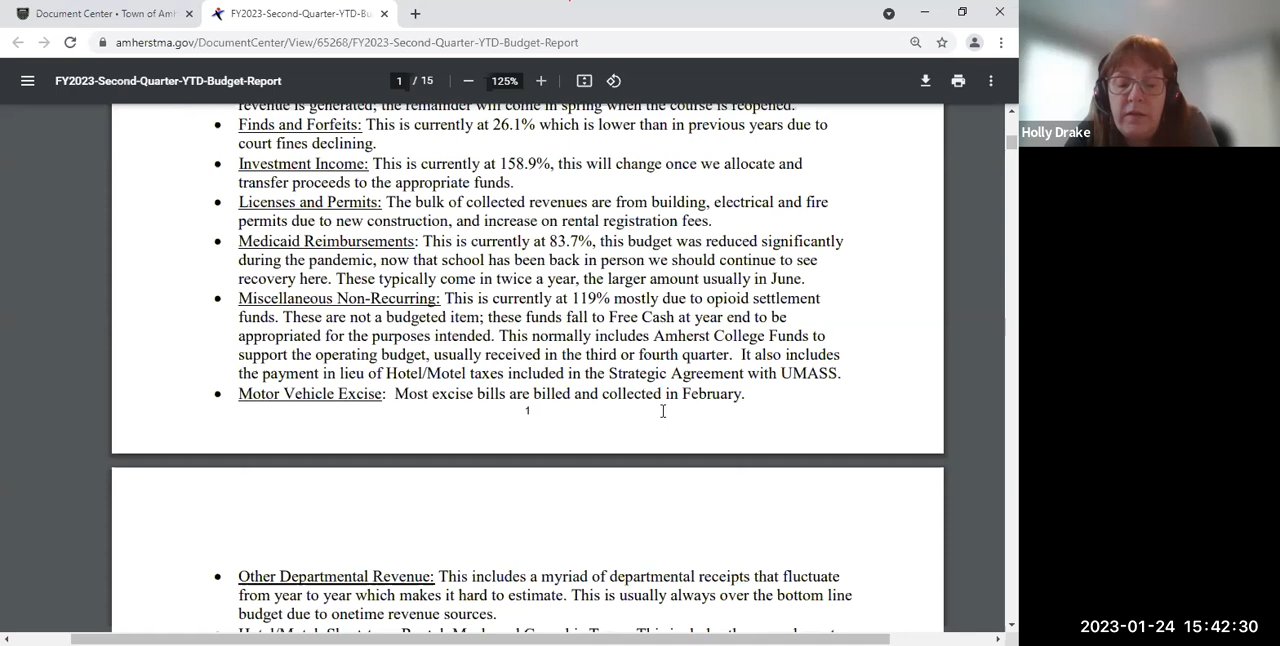 Document Center • Town of Am
FY2023-Second-Quarter-YTD-Bu
amherstma.gov/DocumentCenter/View/65268/FY2023-Second-Quarter-YTD-Budget-Report
FY2023-Second-Quarter-YTD-Budget-Report
1 / 15
125%
Holly Drake
revenue is generated; the remainder will come in spring when the course is reopened.
• Finds and Forfeits: This is currently at 26.1% which is lower than in previous years due to
court fines declining.
• Investment Income: This is currently at 158.9%, this will change once we allocate and
transfer proceeds to the appropriate funds.
• Licenses and Permits: The bulk of collected revenues are from building, electrical and fire
permits due to new construction, and increase on rental registration fees.
• Medicaid Reimbursements: This is currently at 83.7%, this budget was reduced significantly
during the pandemic, now that school has been back in person we should continue to see
recovery here. These typically come in twice a year, the larger amount usually in June.
• Miscellaneous Non-Recurring: This is currently at 119% mostly due to opioid settlement
funds. These are not a budgeted item; these funds fall to Free Cash at year end to be
appropriated for the purposes intended. This normally includes Amherst College Funds to
support the operating budget, usually received in the third or fourth quarter.  It also includes
the payment in lieu of Hotel/Motel taxes included in the Strategic Agreement with UMASS.
• Motor Vehicle Excise:  Most excise bills are billed and collected in February.
1
• Other Departmental Revenue: This includes a myriad of departmental receipts that fluctuate
from year to year which makes it hard to estimate. This is usually always over the bottom line
budget due to onetime revenue sources.
2023-01-24 15:42:30